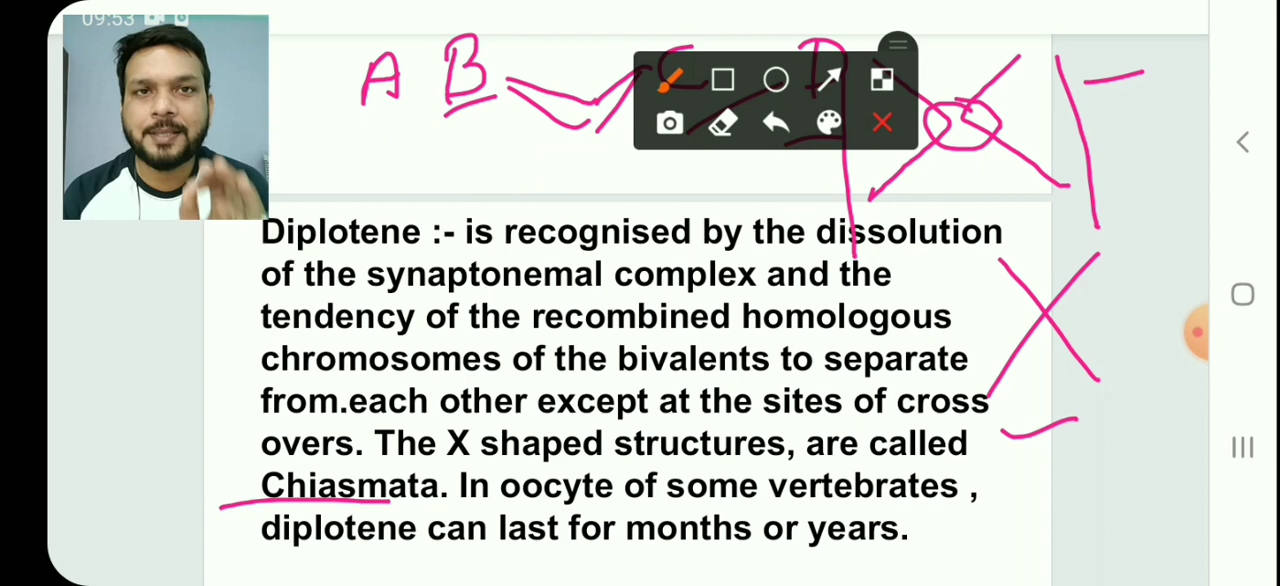 09:53
A B C D
Diplotene :- is recognised by the dissolution
of the synaptonemal complex and the
tendency of the recombined homologous
chromosomes of the bivalents to separate
from.each other except at the sites of cross
overs. The X shaped structures, are called
Chiasmata. In oocyte of some vertebrates ,
diplotene can last for months or years.